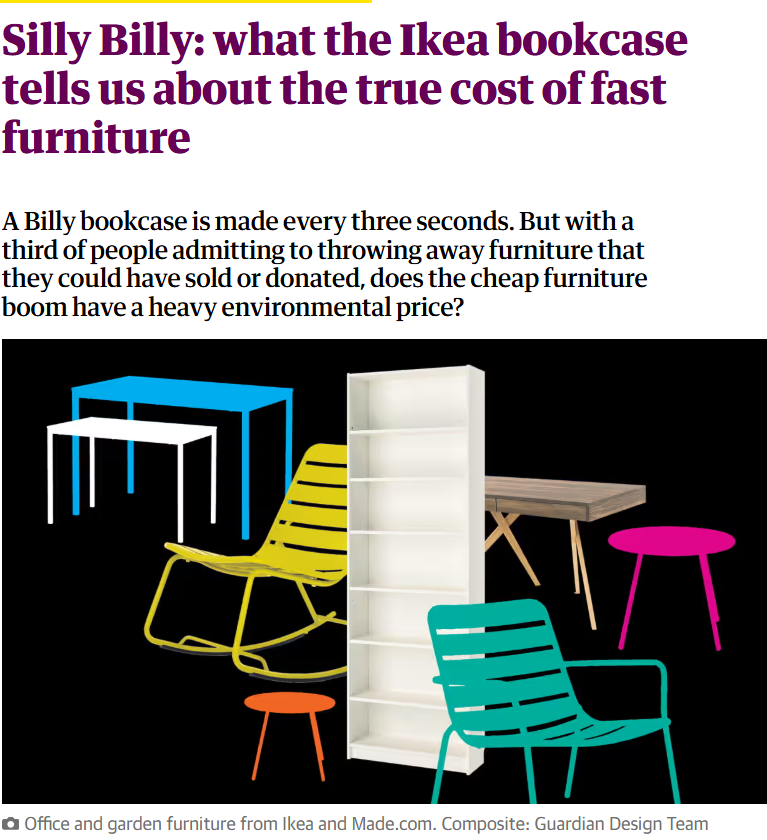 Silly Billy: what the Ikea bookcase
tells us about the true cost of fast
furniture
A Billy bookcase is made every three seconds. But with a
third of people admitting to throwing away furniture that
they could have sold or donated, does the cheap furniture
boom have a heavy environmental price?
Office and garden furniture from Ikea and Made.com. Composite: Guardian Design Team